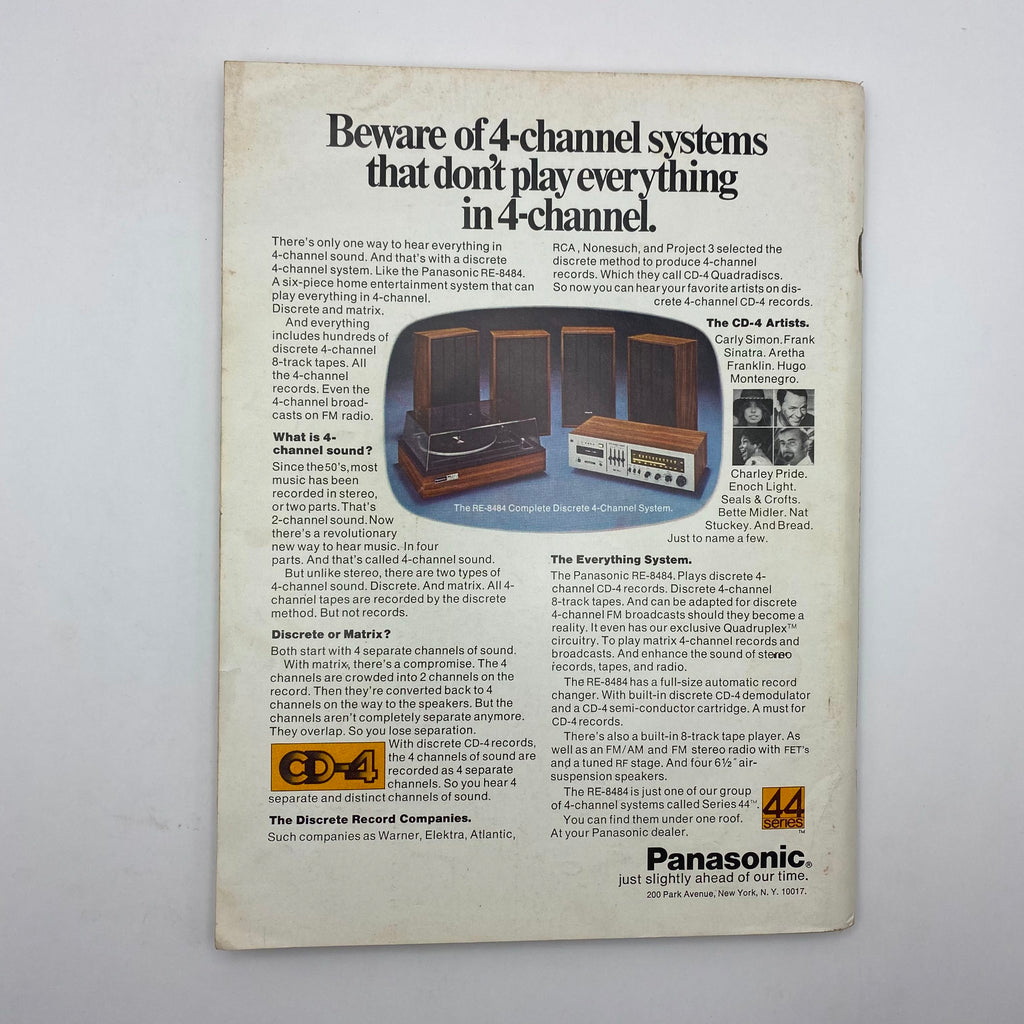 Beware of 4-channel systems
that don't play everything
in 4-channel.
There's only one way to hear everything in
4-channel sound. And that's with a discrete
4-channel system. Like the Panasonic RE-8484.
A six-piece home entertainment system that can
play everything in 4-channel.
Discrete and matrix.
And everything
includes hundreds of
discrete 4-channel
8-track tapes. All
the 4-channel
records. Even the
4-channel broad-
casts on FM radio.
What is 4-
channel sound?
Since the 50's, most
music has been
recorded in stereo,
or two parts. That's
2-channel sound. Now
there's a revolutionary
new way to hear music. In four
parts. And that's called 4-channel sound.
But unlike stereo, there are two types of
4-channel sound. Discrete. And matrix. All 4-
channel tapes are recorded by the discrete
method. But not records.
Discrete or Matrix?
Both start with 4 separate channels of sound.
With matrix, there's a compromise. The 4
channels are crowded into 2 channels on the
record. Then they're converted back to 4
channels on the way to the speakers. But the
channels aren't completely separate anymore.
They overlap. So you lose separation.
CD-4
With discrete CD-4 records,
the 4 channels of sound are
recorded as 4 separate
channels. So you hear 4
separate and distinct channels of sound.
The Discrete Record Companies.
Such companies as Warner, Elektra, Atlantic,
RCA, Nonesuch, and Project 3 selected the
discrete method to produce 4-channel
records. Which they call CD-4 Quadradiscs.
So now you can hear your favorite artists on dis-
crete 4-channel CD-4 records.
The CD-4 Artists.
Carly Simon. Frank
Sinatra. Aretha
Franklin. Hugo
Montenegro.
Charley Pride.
Enoch Light.
Seals & Crofts.
Bette Midler. Nat
Stuckey. And Bread.
Just to name a few.
The RE-8484 Complete Discrete 4-Channel System.
The Everything System.
The Panasonic RE-8484. Plays discrete 4-
channel CD-4 records. Discrete 4-channel
8-track tapes. And can be adapted for discrete
4-channel FM broadcasts should they become a
reality. It even has our exclusive Quadruplex™
circuitry. To play matrix 4-channel records and
broadcasts. And enhance the sound of stereo
records, tapes, and radio.
The RE-8484 has a full-size automatic record
changer. With built-in discrete CD-4 demodulator
and a CD-4 semi-conductor cartridge. A must for
CD-4 records.
There's also a built-in 8-track tape player. As
well as an FM/AM and FM stereo radio with FET's
and a tuned RF stage. And four 6½" air-
suspension speakers.
The RE-8484 is just one of our group
of 4-channel systems called Series 44™.
You can find them under one roof.
At your Panasonic dealer.
44
series
™
Panasonic®
just slightly ahead of our time.
200 Park Avenue, New York, N. Y. 10017.